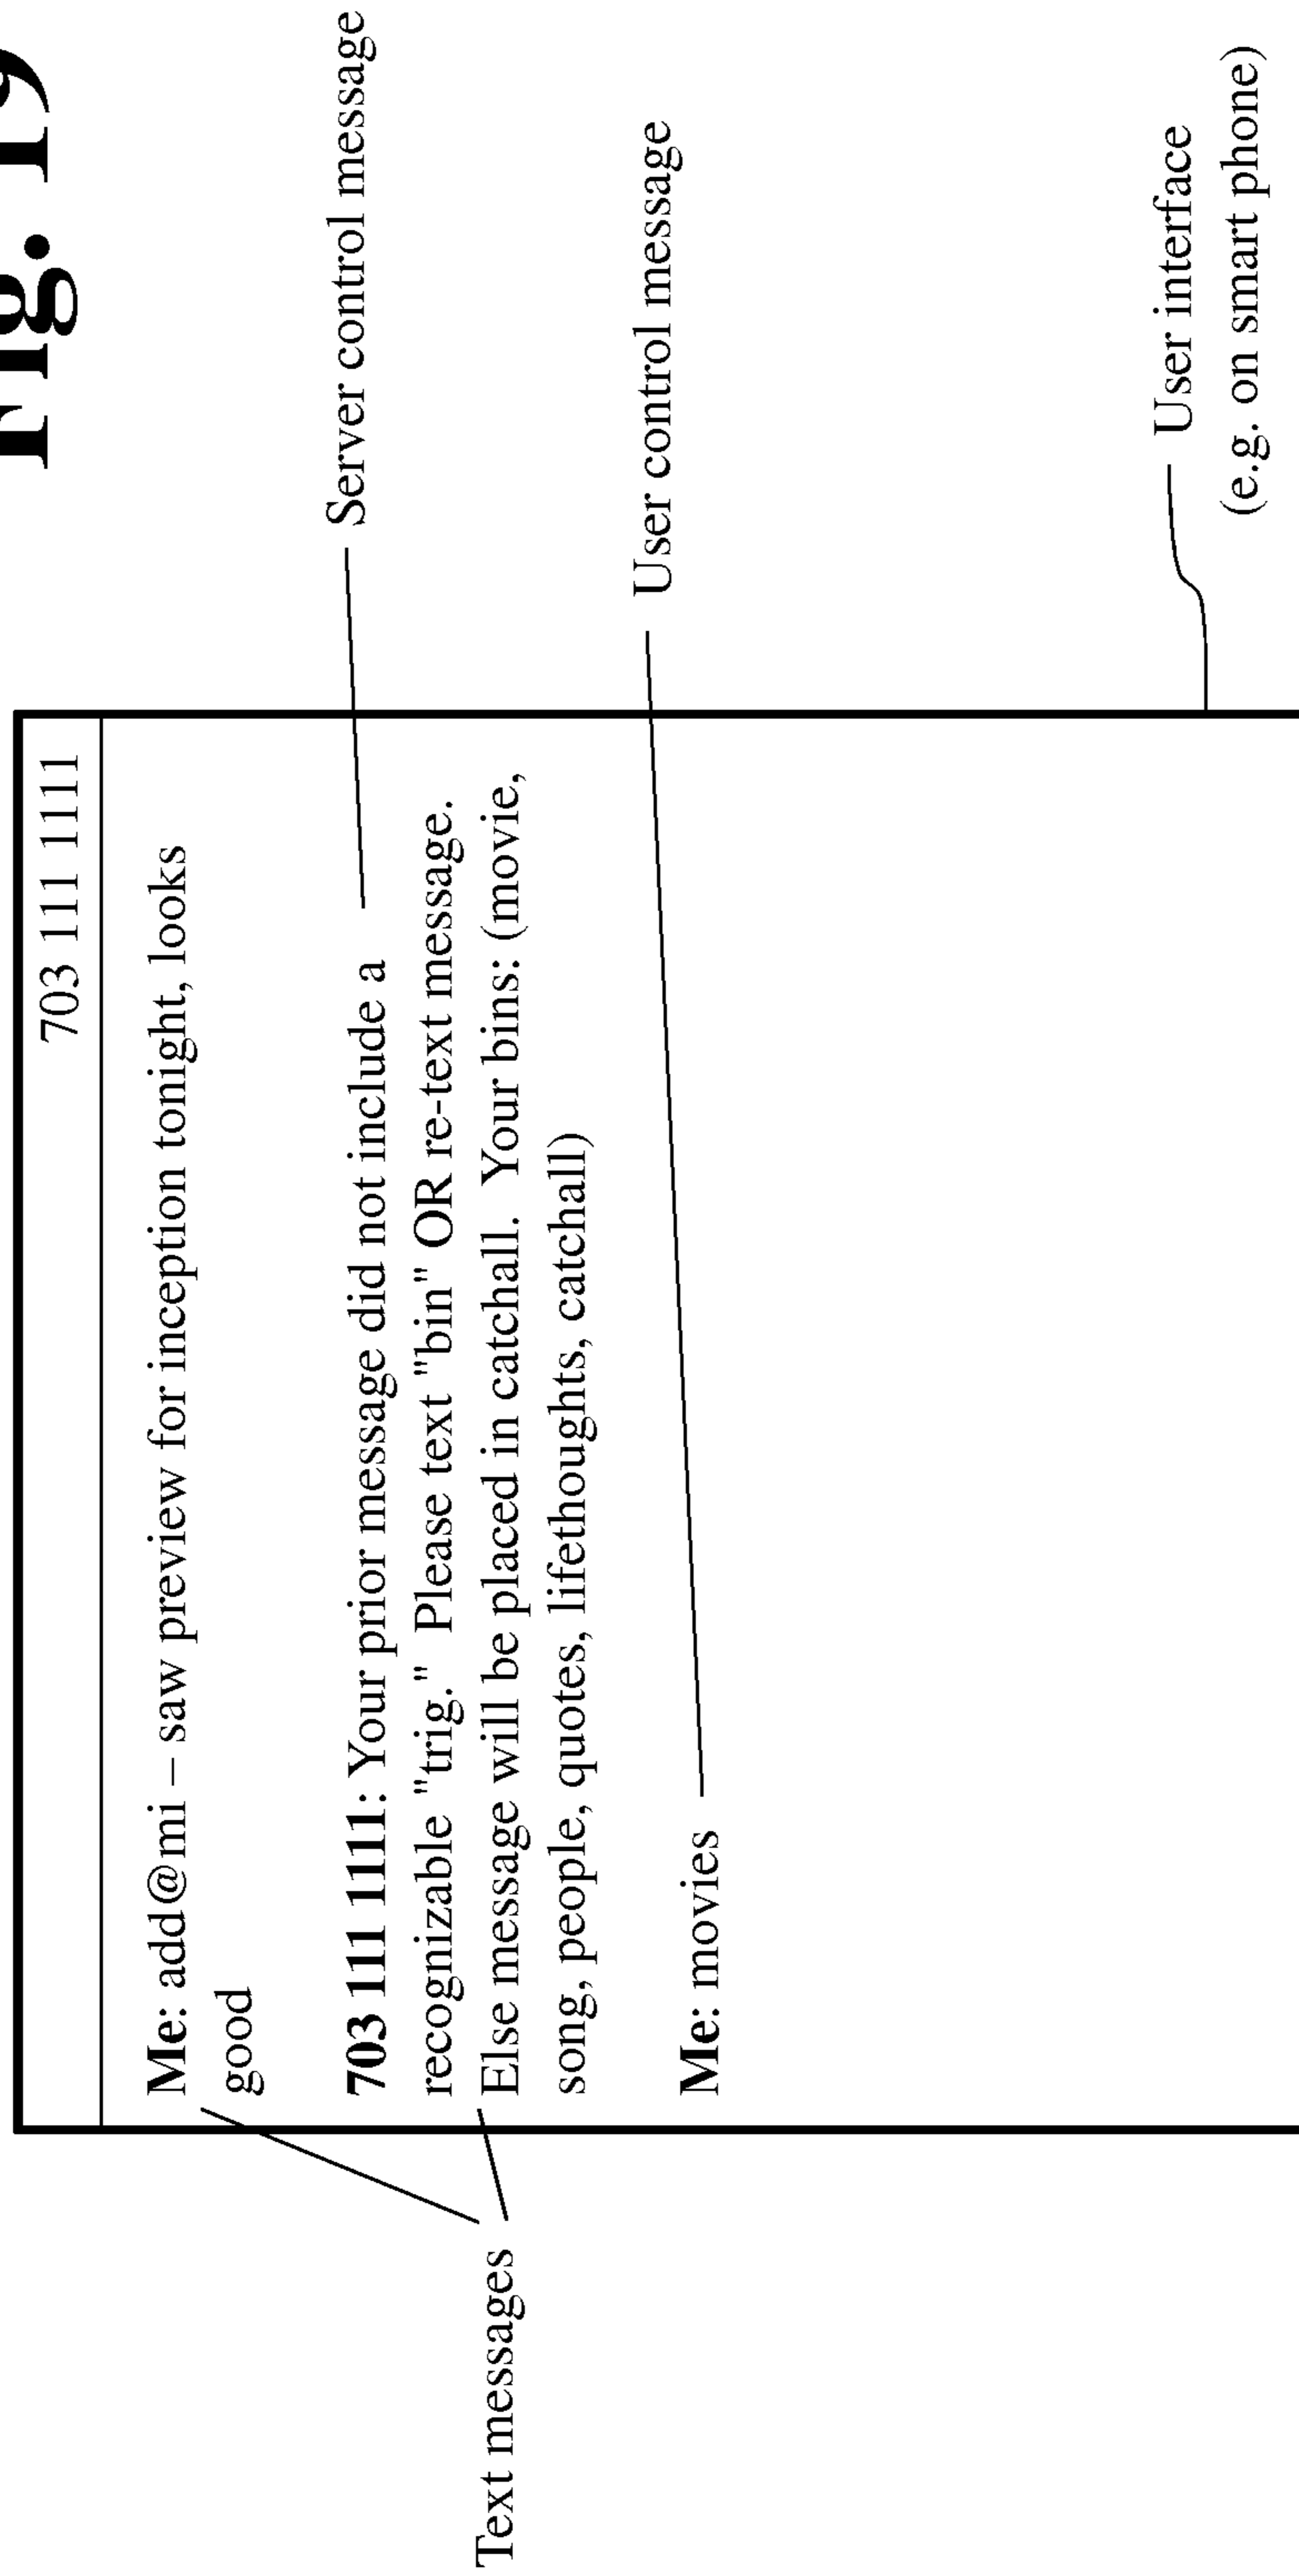 Fig. 19
703 111 1111
Me: add@mi – saw preview for inception tonight, looks
good
703 111 1111: Your prior message did not include a
recognizable "trig."  Please text "bin" OR re-text message.
Else message will be placed in catchall.  Your bins: (movie,
song, people, quotes, lifethoughts, catchall)
Me: movies
Text messages
Server control message
User control message
User interface
(e.g. on smart phone)